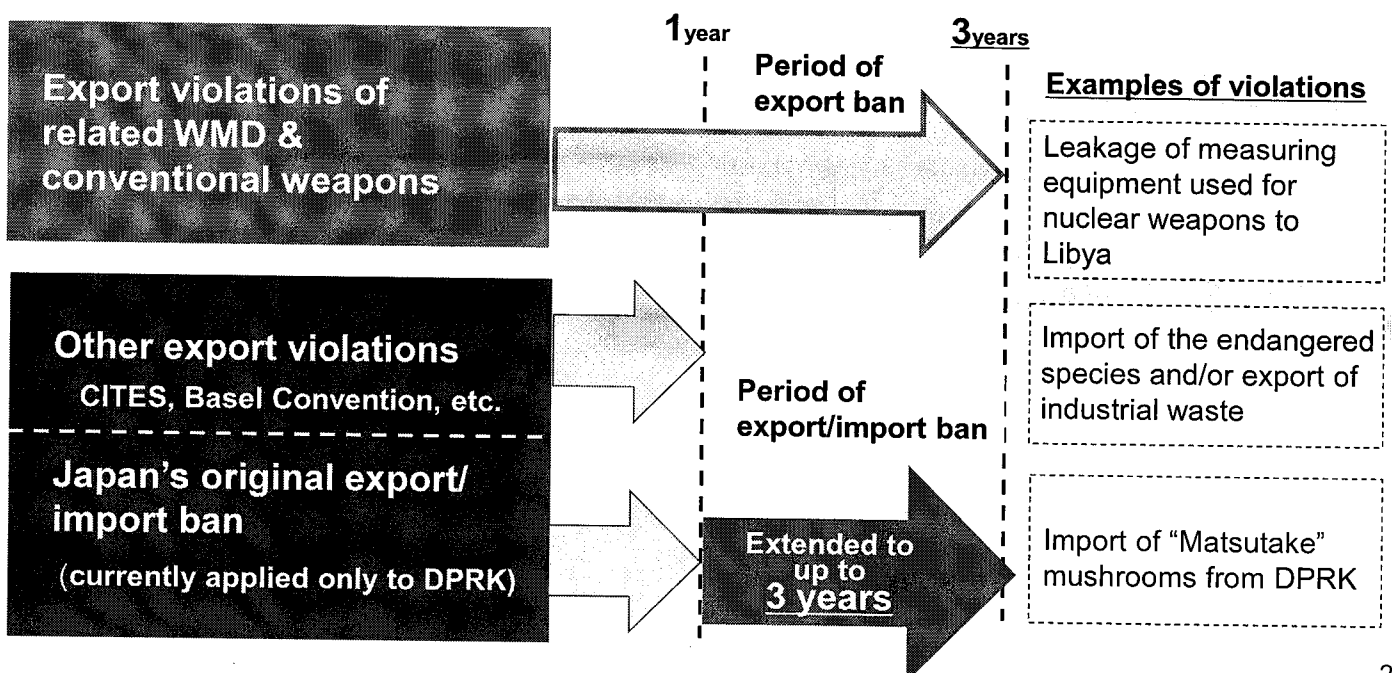 1year
3years
Export violations of
related WMD &
conventional weapons
Period of
export ban
Examples of violations
Leakage of measuring
equipment used for
nuclear weapons to
Libya
Other export violations
CITES, Basel Convention, etc.
Import of the endangered
species and/or export of
industrial waste
Period of
export/import ban
Japan's original export/
import ban
(currently applied only to DPRK)
Extended to
up to
3 years
Import of “Matsutake”
mushrooms from DPRK
2